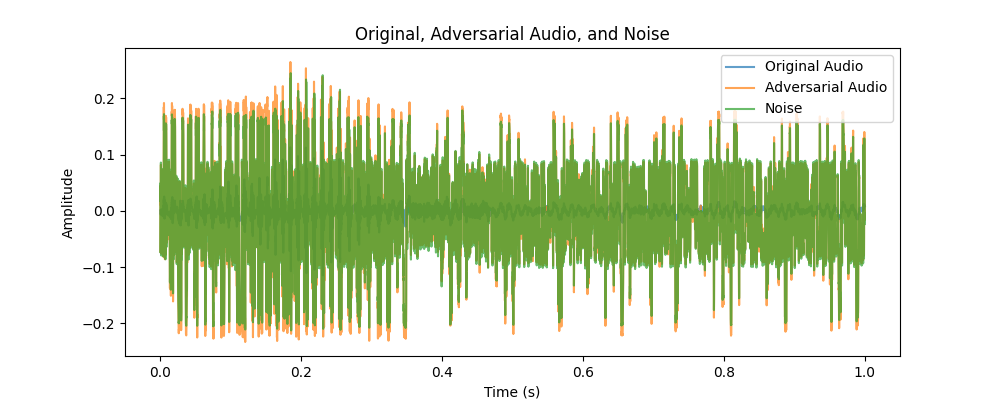 Original, Adversarial Audio, and Noise
Original Audio
Adversarial Audio
Noise
0.2
0.1
0.0
−0.1
−0.2
Amplitude
0.0 0.2 0.4 0.6 0.8 1.0
Time (s)